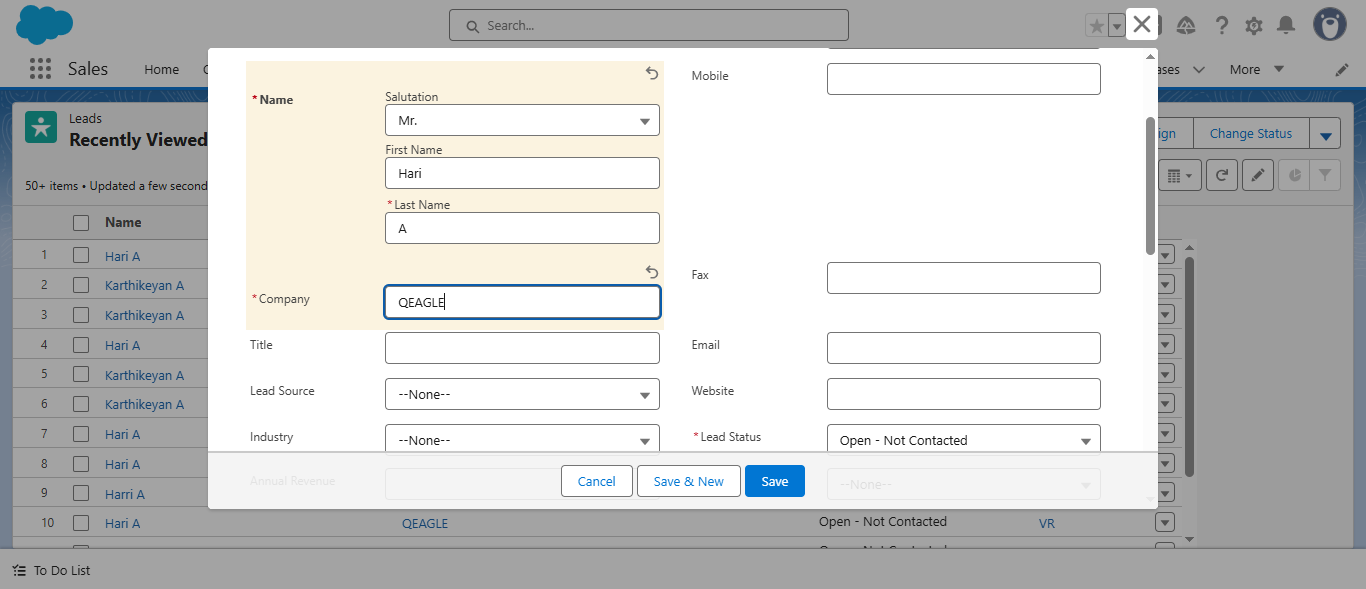 Search...
Sales
Home
ases
More
Leads
Recently Viewed
ign
Change Status
50+ items • Updated a few second
Name
1 Hari A
2 Karthikeyan A
3 Karthikeyan A
4 Hari A
5 Karthikeyan A
6 Karthikeyan A
7 Hari A
8 Hari A
9 Harri A
10 Hari A QEAGLE Open - Not Contacted VR
*Name
Salutation
Mr.
First Name
Hari
*Last Name
A
*Company
QEAGLE
Title
Lead Source
--None--
Industry
--None--
Annual Revenue
Mobile
Fax
Email
Website
*Lead Status
Open - Not Contacted
--None--
Cancel
Save & New
Save
To Do List